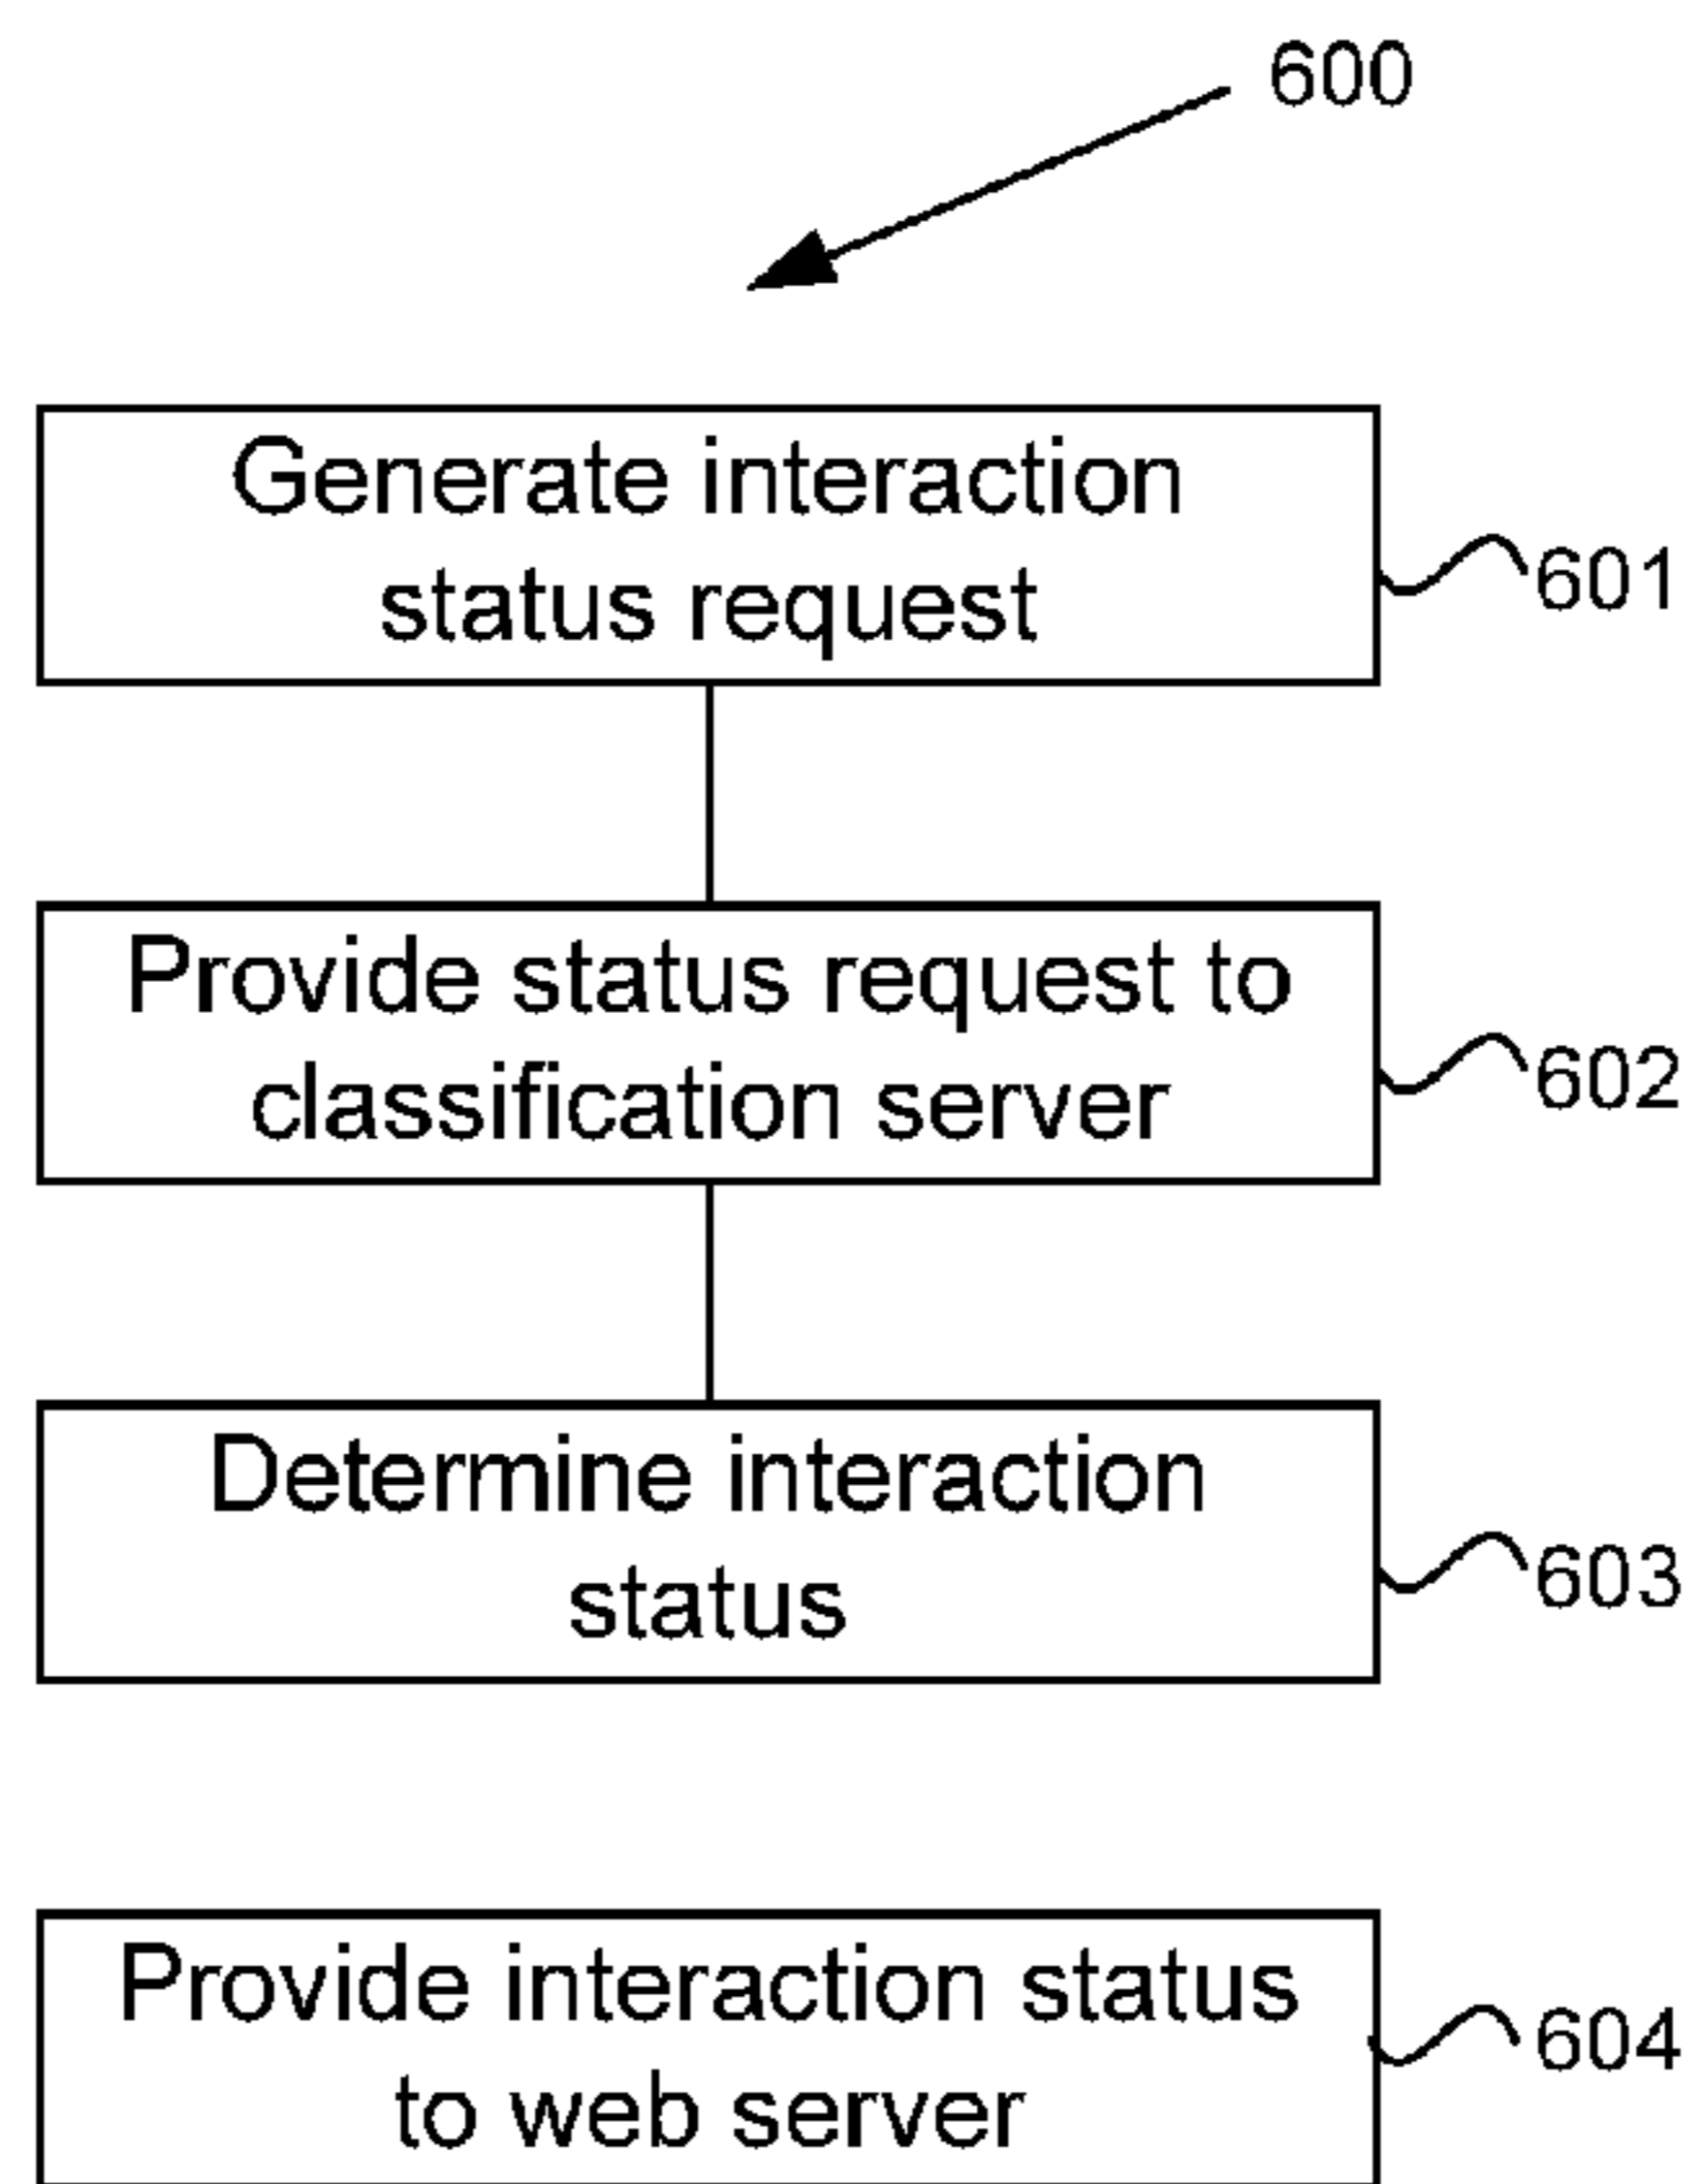 600
Generate interaction
status request
601
Provide status request to
classification server
602
Determine interaction
status
603
Provide interaction status
to web server
604